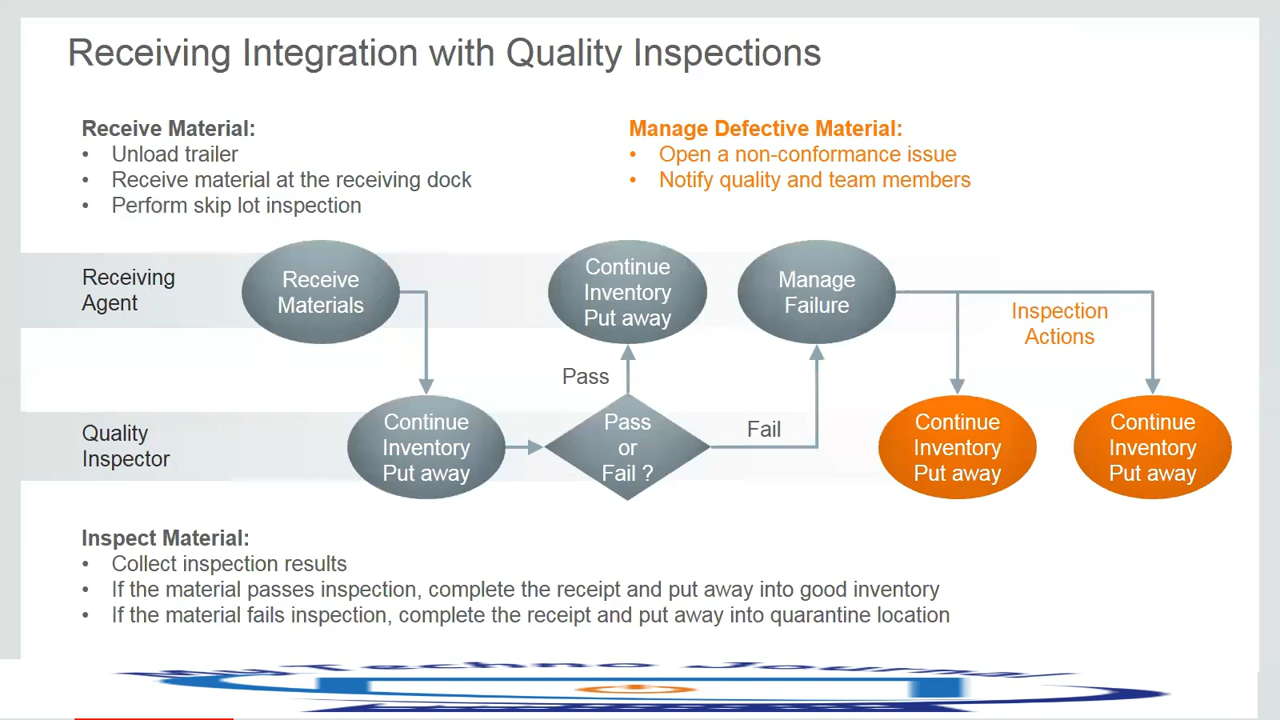 Receiving Integration with Quality Inspections
Receive Material:
• Unload trailer
• Receive material at the receiving dock
• Perform skip lot inspection
Manage Defective Material:
• Open a non-conformance issue
• Notify quality and team members
Receiving
Agent
Receive
Materials
Continue
Inventory
Put away
Manage
Failure
Inspection
Actions
Pass
Quality
Inspector
Continue
Inventory
Put away
Pass
or
Fail ?
Fail
Continue
Inventory
Put away
Continue
Inventory
Put away
Inspect Material:
• Collect inspection results
• If the material passes inspection, complete the receipt and put away into good inventory
• If the material fails inspection, complete the receipt and put away into quarantine location
Techno Journal